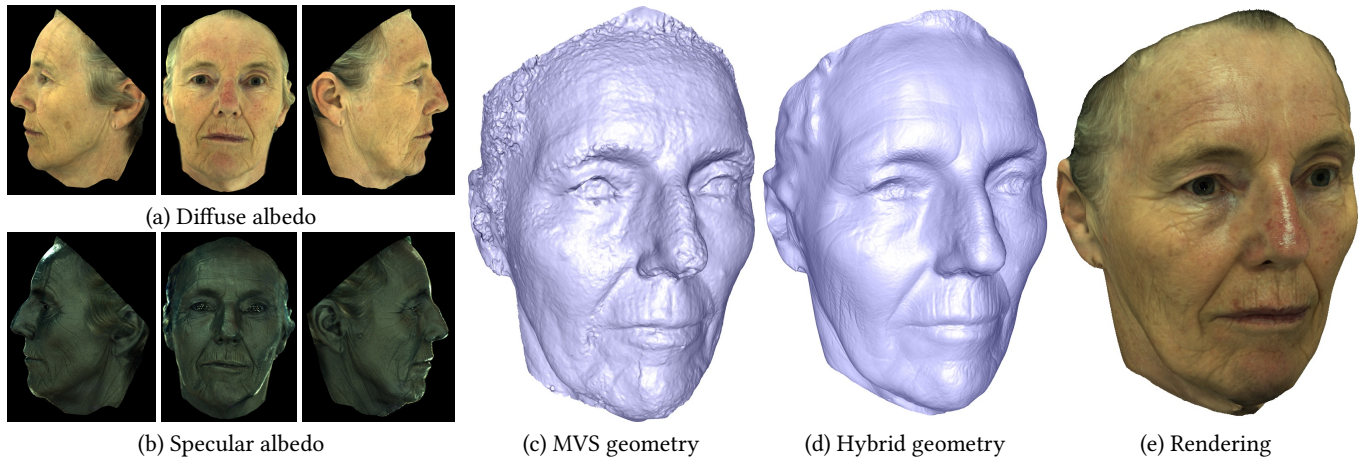 (a) Diffuse albedo
(b) Specular albedo
(c) MVS geometry
(d) Hybrid geometry
(e) Rendering